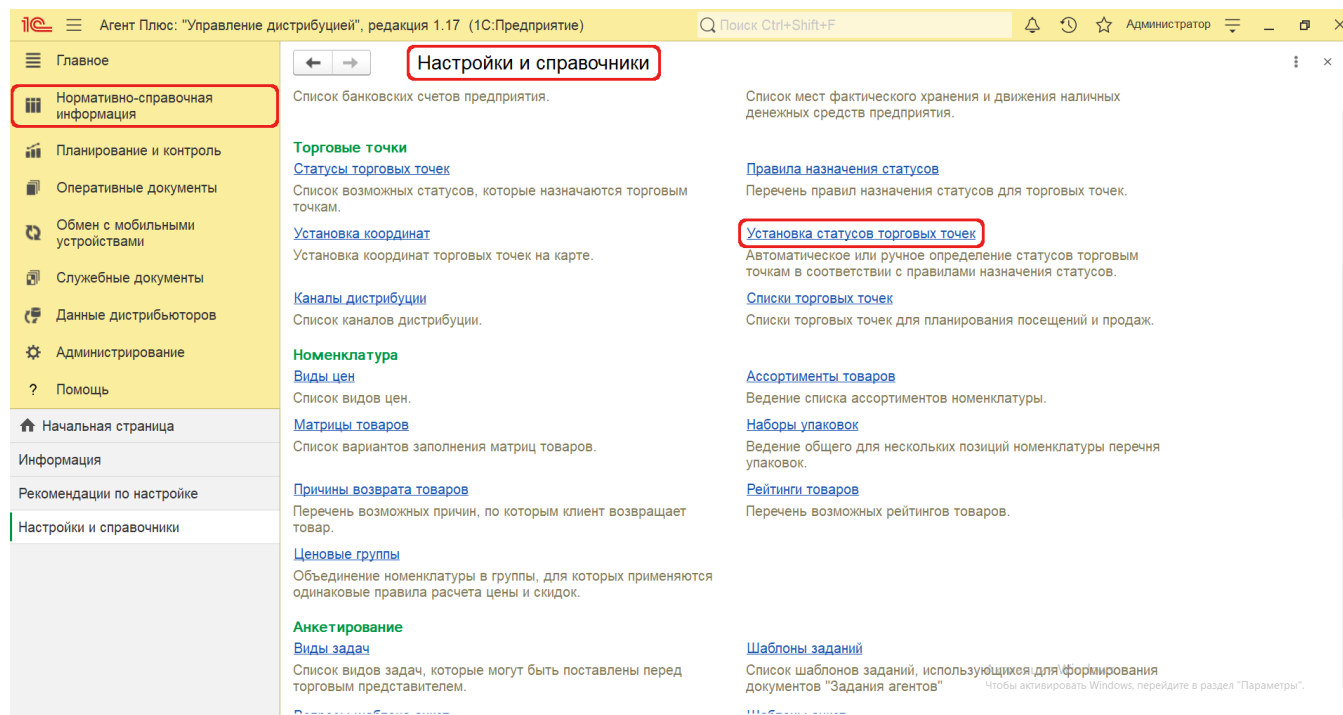 Агент Плюс: "Управление дистрибуцией", редакция 1.17 (1С:Предприятие)
Поиск Ctrl+Shift+F
Администратор
Главное
Нормативно-справочная
информация
Планирование и контроль
Оперативные документы
Обмен с мобильными
устройствами
Служебные документы
Данные дистрибьюторов
Администрирование
? Помощь
Начальная страница
Информация
Рекомендации по настройке
Настройки и справочники
Настройки и справочники
Список банковских счетов предприятия.
Список мест фактического хранения и движения наличных
денежных средств предприятия.
Торговые точки
Статусы торговых точек
Список возможных статусов, которые назначаются торговым
точкам.
Правила назначения статусов
Перечень правил назначения статусов для торговых точек.
Установка координат
Установка координат торговых точек на карте.
Установка статусов торговых точек
Автоматическое или ручное определение статусов торговым
точкам в соответствии с правилами назначения статусов.
Каналы дистрибуции
Список каналов дистрибуции.
Списки торговых точек
Списки торговых точек для планирования посещений и продаж.
Номенклатура
Виды цен
Список видов цен.
Ассортименты товаров
Ведение списка ассортиментов номенклатуры.
Матрицы товаров
Список вариантов заполнения матриц товаров.
Наборы упаковок
Ведение общего для нескольких позиций номенклатуры перечня
упаковок.
Причины возврата товаров
Перечень возможных причин, по которым клиент возвращает
товар.
Рейтинги товаров
Перечень возможных рейтингов товаров.
Ценовые группы
Объединение номенклатуры в группы, для которых применяются
одинаковые правила расчета цены и скидок.
Анкетирование
Виды задач
Список видов задач, которые могут быть поставлены перед
торговым представителем.
Шаблоны заданий
Список шаблонов заданий, использующихся для формирования
документов "Задания агентов"
Чтобы активировать Windows, перейдите в раздел "Параметры".